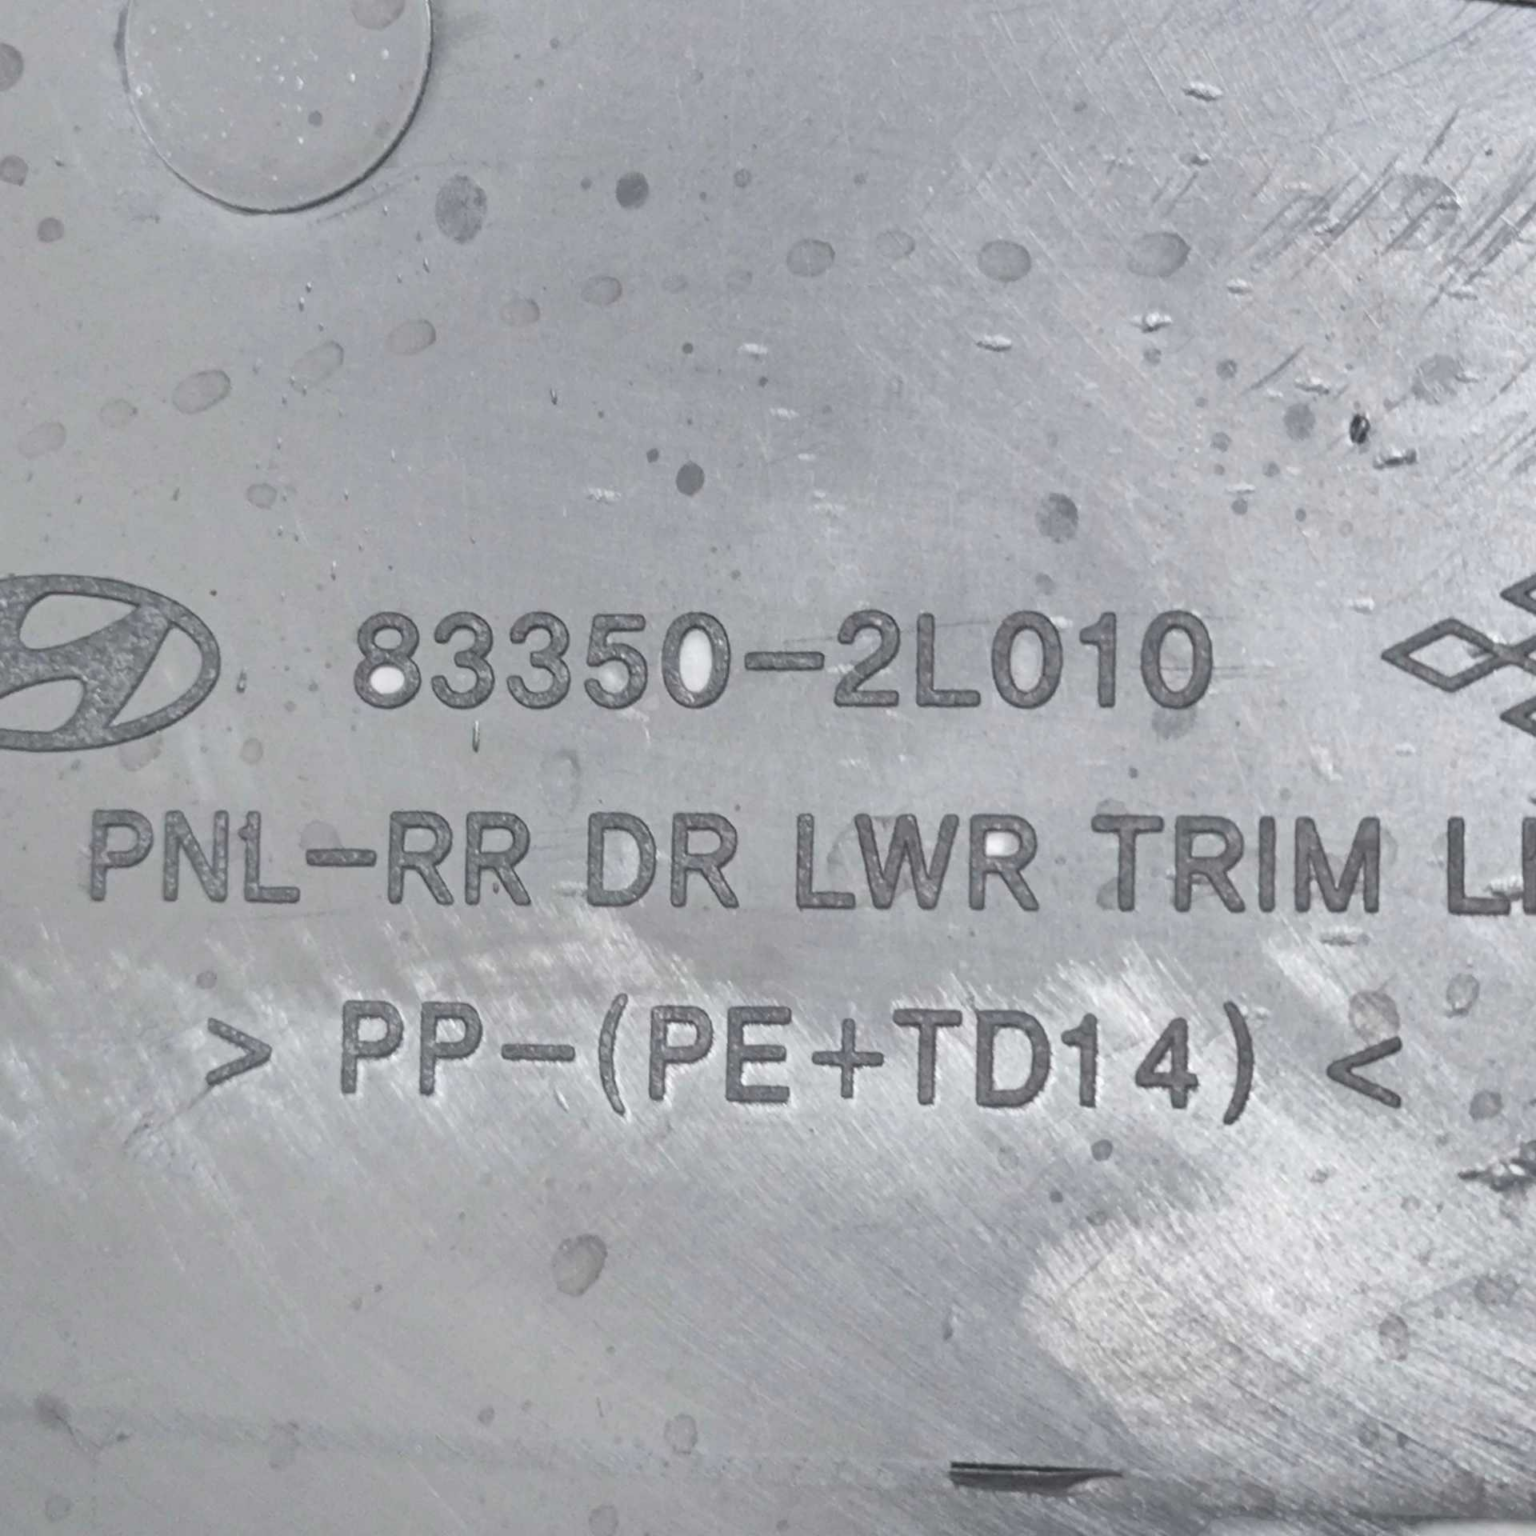 83350-2L010
PNL-RR DR LWR TRIM
> PP-(PE+TD14) <